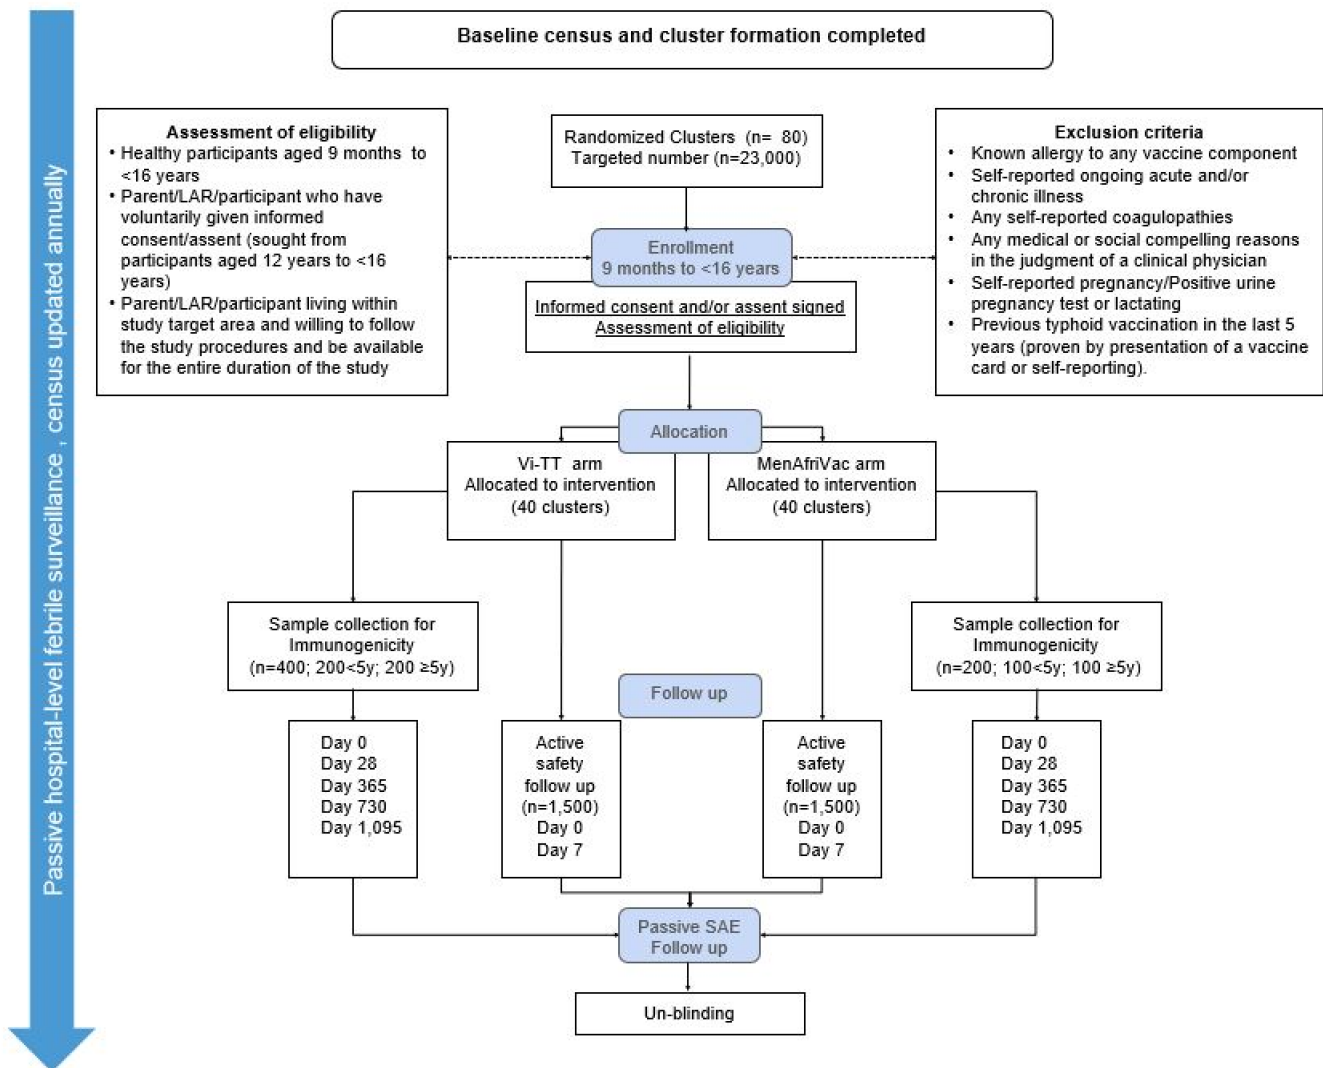 Baseline census and cluster formation completed
Passive hospital-level febrile surveillance , census updated annually
Assessment of eligibility
• Healthy participants aged 9 months to
<16 years
• Parent/LAR/participant who have
voluntarily given informed
consent/assent (sought from
participants aged 12 years to <16
years)
• Parent/LAR/participant living within
study target area and willing to follow
the study procedures and be available
for the entire duration of the study
Randomized Clusters (n= 80)
Targeted number (n=23,000)
Exclusion criteria
• Known allergy to any vaccine component
• Self-reported ongoing acute and/or
chronic illness
• Any self-reported coagulopathies
• Any medical or social compelling reasons
in the judgment of a clinical physician
• Self-reported pregnancy/Positive urine
pregnancy test or lactating
• Previous typhoid vaccination in the last 5
years (proven by presentation of a vaccine
card or self-reporting).
Enrollment
9 months to <16 years
Informed consent and/or assent signed
Assessment of eligibility
Allocation
Vi-TT arm
Allocated to intervention
(40 clusters)
MenAfriVac arm
Allocated to intervention
(40 clusters)
Sample collection for
Immunogenicity
(n=400; 200<5y; 200 ≥5y)
Sample collection for
Immunogenicity
(n=200; 100<5y; 100 ≥5y)
Follow up
Day 0
Day 28
Day 365
Day 730
Day 1,095
Active
safety
follow up
(n=1,500)
Day 0
Day 7
Active
safety
follow up
(n=1,500)
Day 0
Day 7
Day 0
Day 28
Day 365
Day 730
Day 1,095
Passive SAE
Follow up
Un-blinding